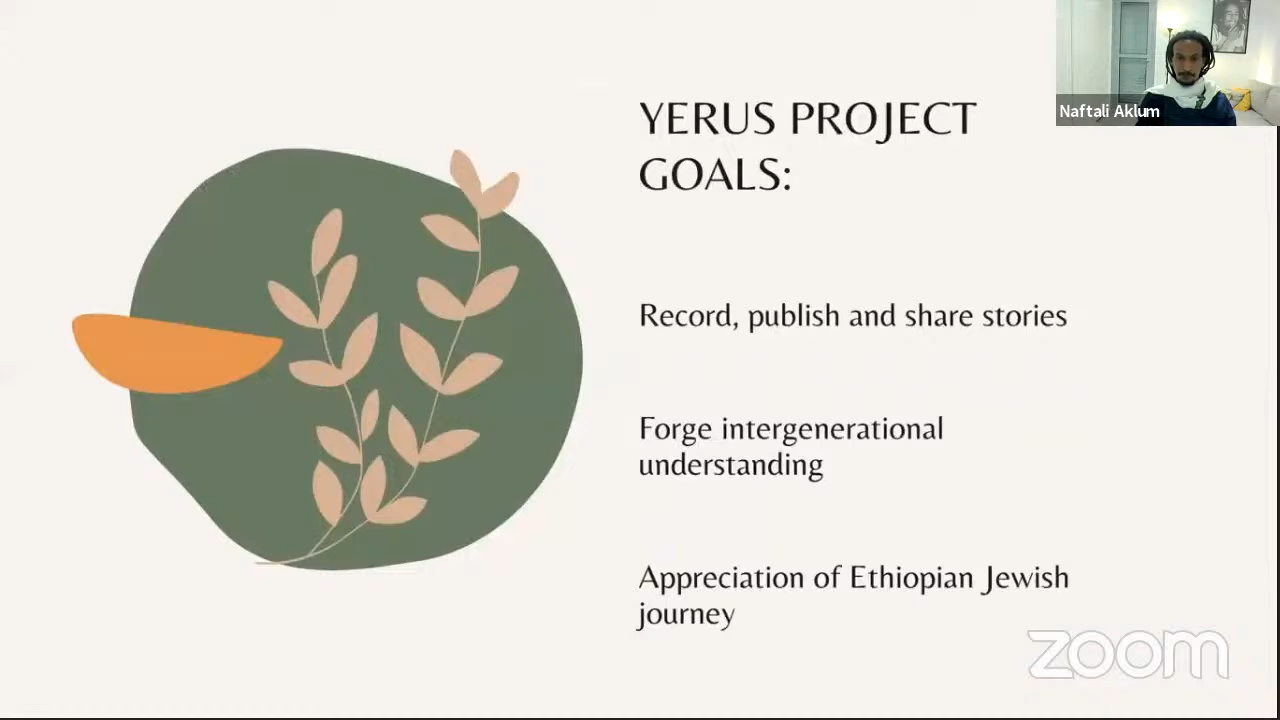 Naftali Aklum
YERUS PROJECT
GOALS:
Record, publish and share stories
Forge intergenerational
understanding
Appreciation of Ethiopian Jewish
journey
zoom